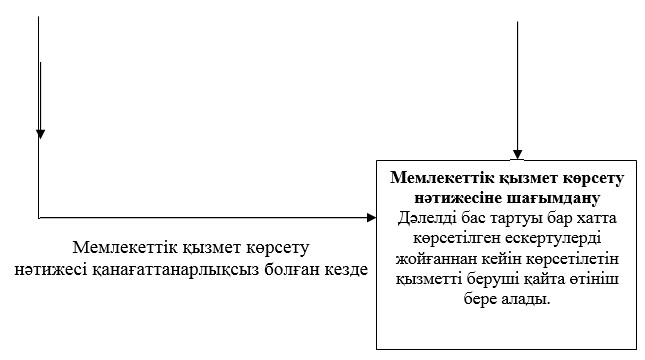 Мемлекеттік қызмет көрсету
нәтижесіне шағымдану
Дәлелді бас тартуы бар хатта
көрсетілген ескертулерді
жойғаннан кейін көрсетілетін
қызметті беруші қайта өтініш
бере алады.
Мемлекеттік қызмет көрсету
нәтижесі қанағаттанарлықсыз болған кезде